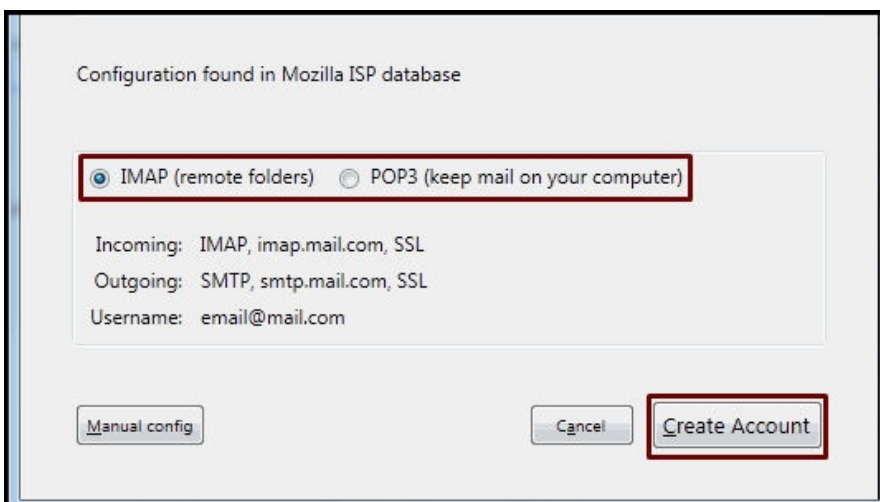 Configuration found in Mozilla ISP database
IMAP (remote folders) POP3 (keep mail on your computer)
Incoming: IMAP, imap.mail.com, SSL
Outgoing: SMTP, smtp.mail.com, SSL
Username: email@mail.com
Manual config Cancel Create Account